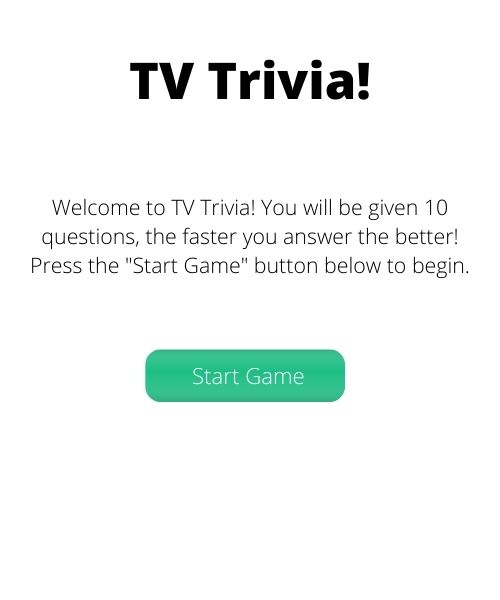 TV Trivia!
Welcome to TV Trivia! You will be given 10
questions, the faster you answer the better!
Press the "Start Game" button below to begin.
Start Game